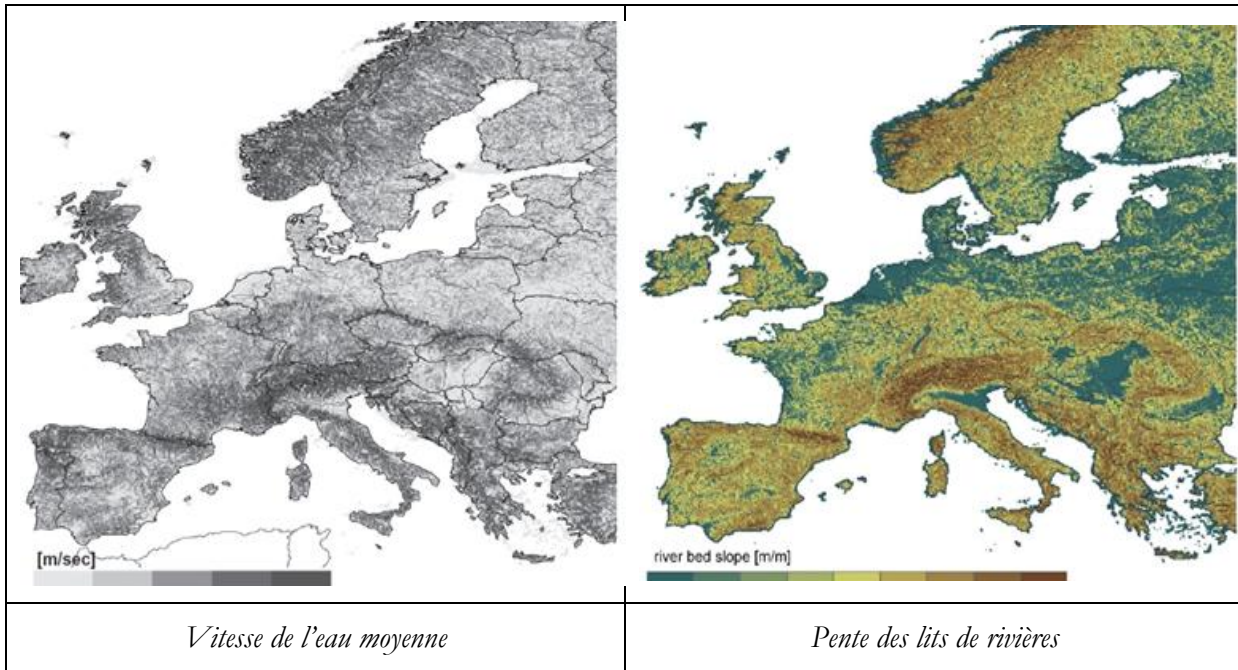 [m/sec]
river bed slope [m/m]
Vitesse de l'eau moyenne
Pente des lits de rivières